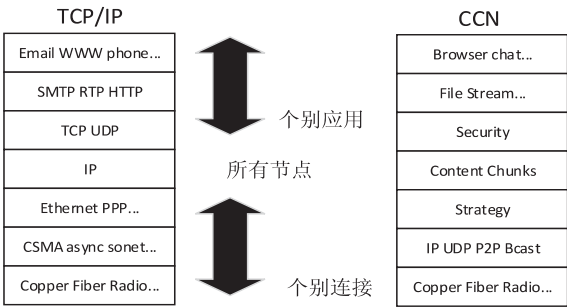 TCP/IP
CCN
Email WWW phone...
Browser chat...
SMTP RTP HTTP
File Stream...
TCP UDP
个别应用
Security
IP
所有节点
Content Chunks
Ethernet PPP...
Strategy
CSMA async sonet...
IP UDP P2P Bcast
Copper Fiber Radio...
个别连接
Copper Fiber Radio...